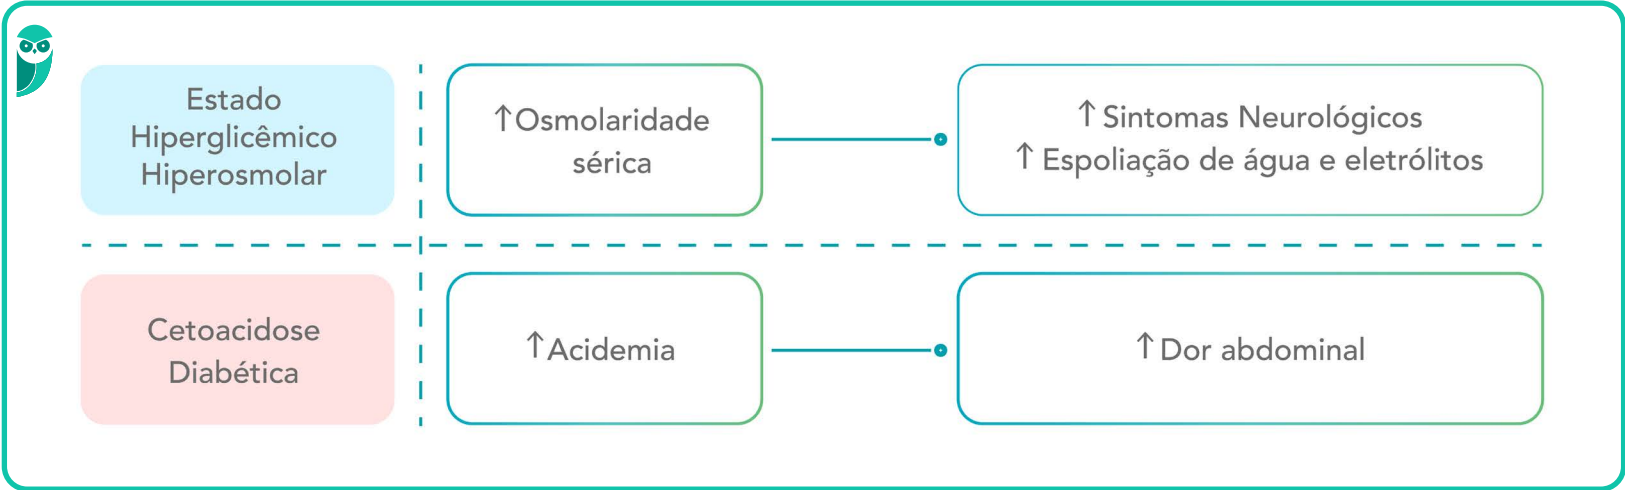 Estado
Hiperglicêmico
Hiperosmolar
↑Osmolaridade
sérica
↑ Sintomas Neurológicos
↑ Espoliação de água e eletrólitos
Cetoacidose
Diabética
↑Acidemia
↑ Dor abdominal